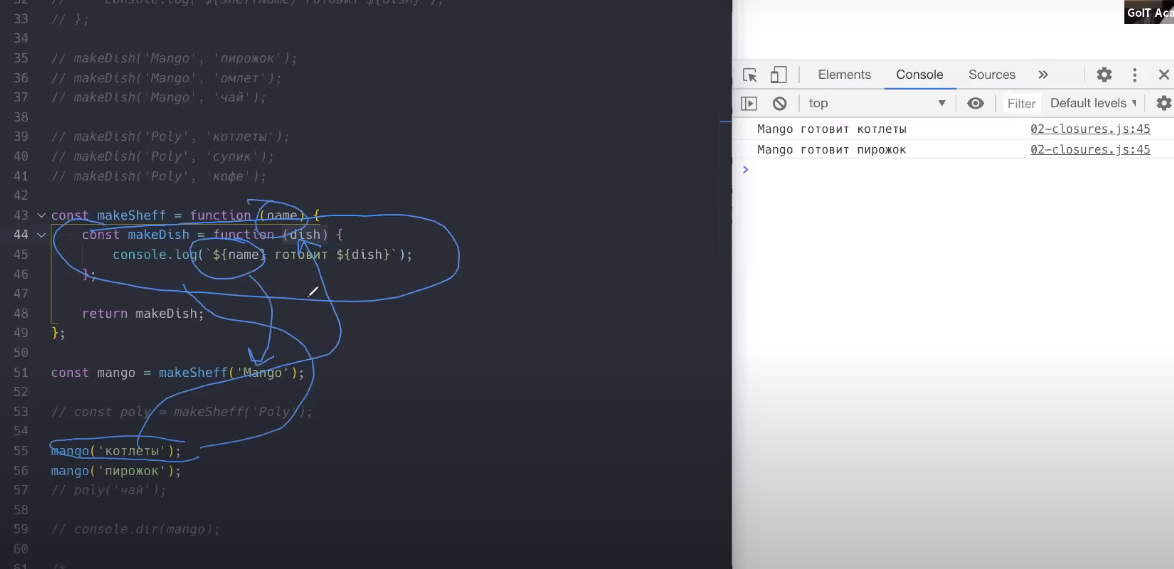 32 // console.log(`${sheffName} готовит ${dish}`);
33 // };
34
35 // makeDish('Mango', 'пирожок');
36 // makeDish('Mango', 'омлет');
37 // makeDish('Mango', 'чай');
38
39 // makeDish('Poly', 'котлеты');
40 // makeDish('Poly', 'супик');
41 // makeDish('Poly', 'кофе');
42
43 const makeSheff = function (name) {
44 const makeDish = function (dish) {
45 console.log(`${name} готовит ${dish}`);
46 };
47
48 return makeDish;
49 };
50
51 const mango = makeSheff('Mango');
52
53 // const poly = makeSheff('Poly');
54
55 mango('котлеты');
56 mango('пирожок');
57 // poly('чай');
58
59 // console.dir(mango);
60
61 /*
GoIT Aca
Elements Console Sources »
top Filter Default levels
Mango готовит котлеты 02-closures.js:45
Mango готовит пирожок 02-closures.js:45